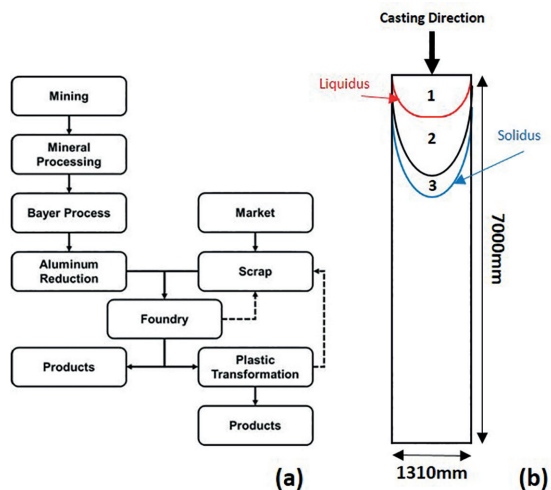 Mining
Mineral
Processing
Bayer Process
Market
Aluminum
Reduction
Scrap
Foundry
Products
Plastic
Transformation
Products
(a)
Casting Direction
Liquidus
1
2
Solidus
3
7000mm
1310mm
(b)